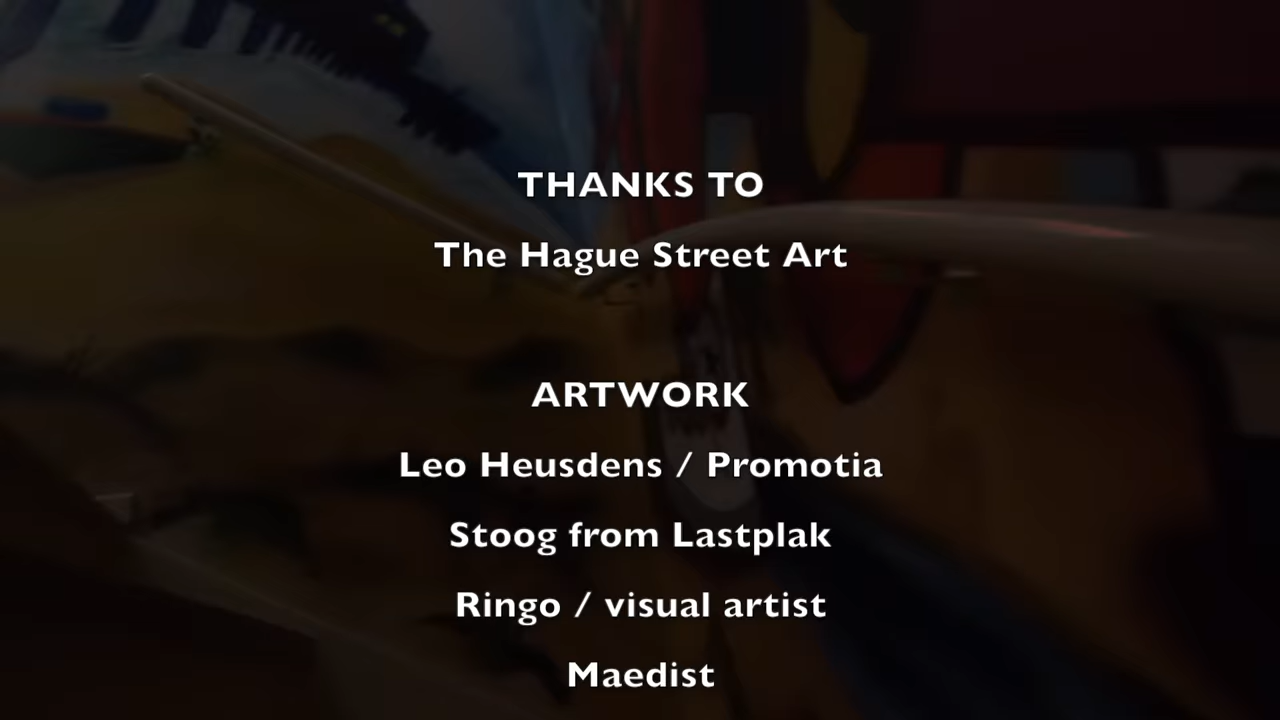 THANKS TO
The Hague Street Art
ARTWORK
Leo Heusdens / Promotia
Stoog from Lastplak
Ringo / visual artist
Maedist